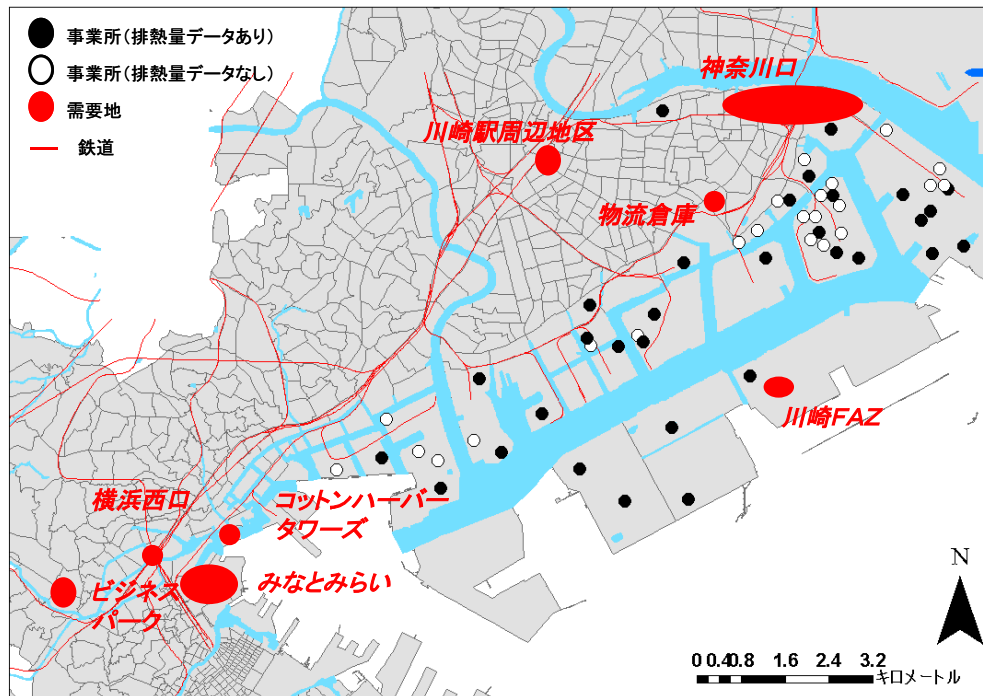 事業所(排熱量データあり)
事業所(排熱量データなし)
需要地
鉄道
神奈川口
川崎駅周辺地区
物流倉庫
川崎FAZ
横浜西口
コットンハーバー
タワーズ
みなとみらい
ビジネス
パーク
N
0 0.40.8 1.6 2.4 3.2
キロメートル